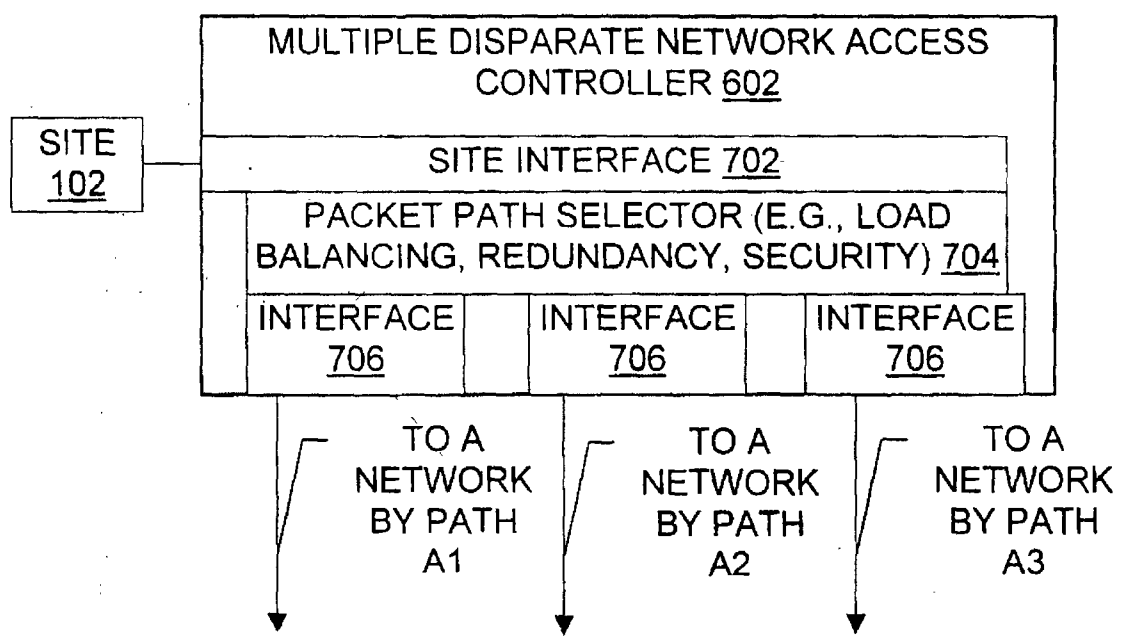 MULTIPLE DISPARATE NETWORK ACCESS
CONTROLLER 602
SITE
102
SITE INTERFACE 702
PACKET PATH SELECTOR (E.G., LOAD
BALANCING, REDUNDANCY, SECURITY) 704
INTERFACE
706
INTERFACE
706
INTERFACE
706
TO A
NETWORK
BY PATH
A1
TO A
NETWORK
BY PATH
A2
TO A
NETWORK
BY PATH
A3